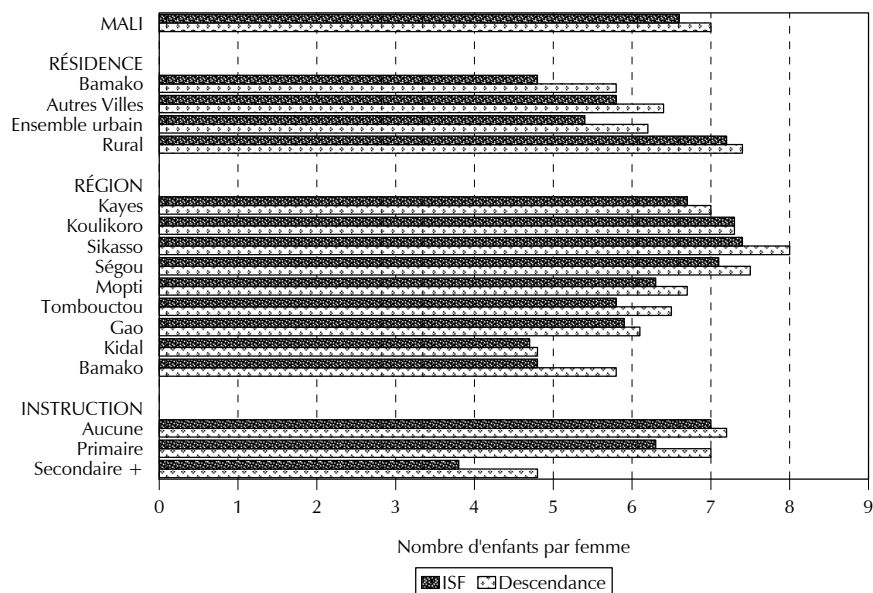 MALI
RÉSIDENCE
Bamako
Autres Villes
Ensemble urbain
Rural
RÉGION
Kayes
Koulikoro
Sikasso
Ségou
Mopti
Tombouctou
Gao
Kidal
Bamako
INSTRUCTION
Aucune
Primaire
Secondaire +
0 1 2 3 4 5 6 7 8 9
Nombre d'enfants par femme
ISF Descendance